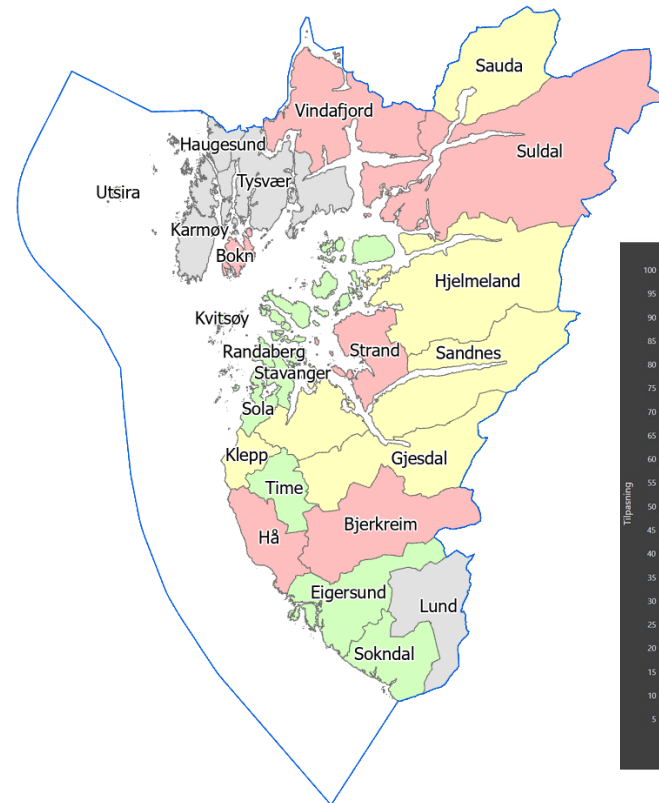 Sauda
Vindafjord
Suldal
Haugesund
Tysvær
Utsira
Karmøy
Bokn
Hjelmeland
Kvitsøy
Strand
Randaberg
Sandnes
Stavanger
Sola
Klepp
Gjesdal
Time
Hå
Bjerkreim
Eigersund
Lund
Sokndal
100
95
90
85
80
75
70
65
60
55
50
45
40
35
30
25
20
15
10
5
Tilpasning